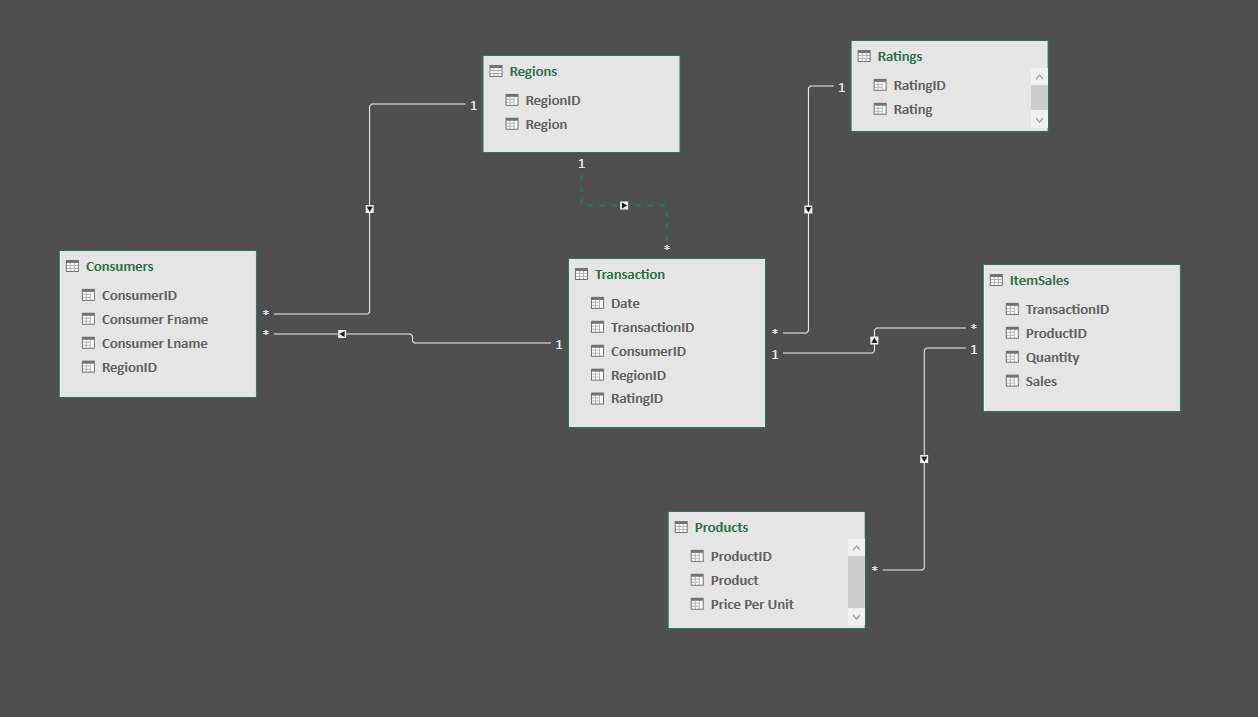 Regions
RegionID
Region
1
1
Ratings
RatingID
Rating
1
Consumers
ConsumerID
Consumer Fname
Consumer Lname
RegionID
*
*
*
Transaction
Date
TransactionID
ConsumerID
RegionID
RatingID
1
*
1
ItemSales
TransactionID
ProductID
Quantity
Sales
*
1
Products
ProductID
Product
Price Per Unit
*